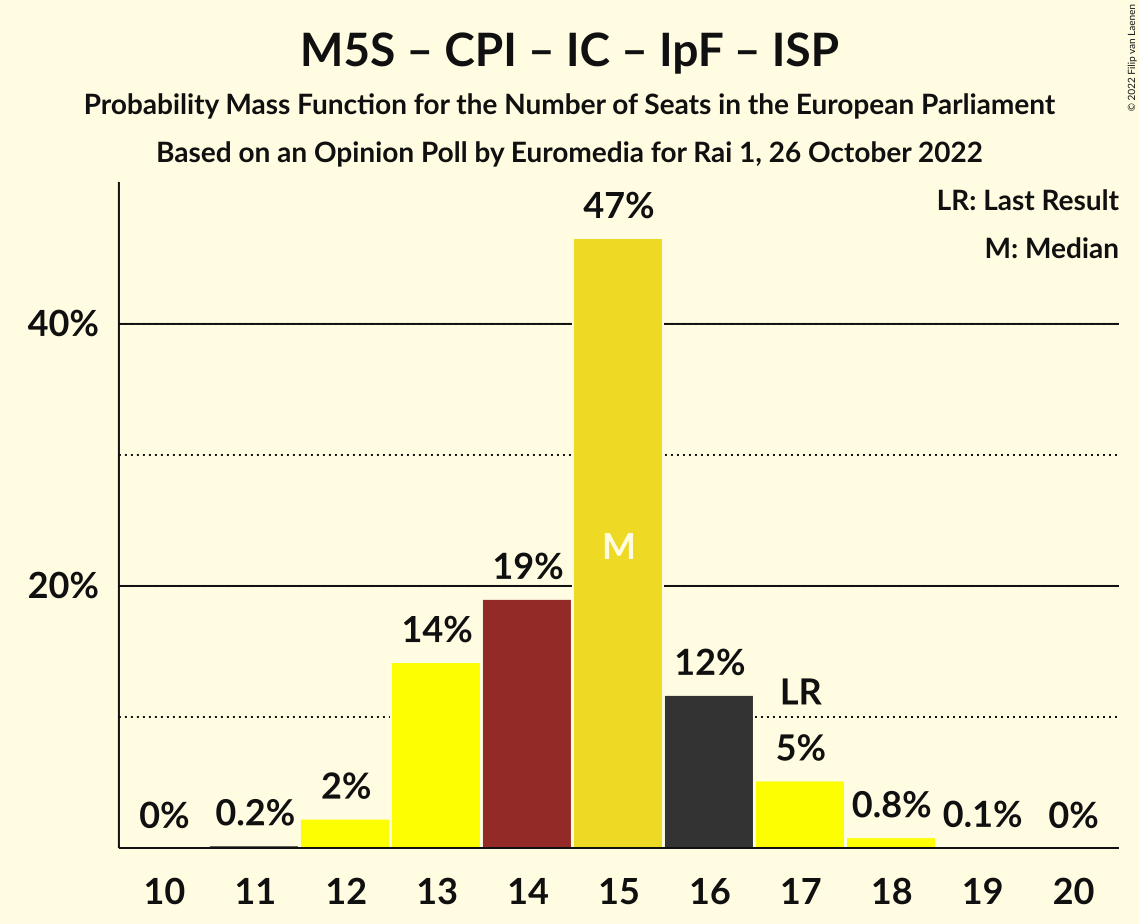 M5S – CPI – IC – IpF – ISP
Probability Mass Function for the Number of Seats in the European Parliament
Based on an Opinion Poll by Euromedia for Rai 1, 26 October 2022
© 2022 Filip van Laenen
LR: Last Result
M: Median
47%
40%
M
19%
20%
14%
12%
LR
5%
2%
0%
0.2%
0.8%
0.1%
0%
10 11 12 13 14 15 16 17 18 19 20